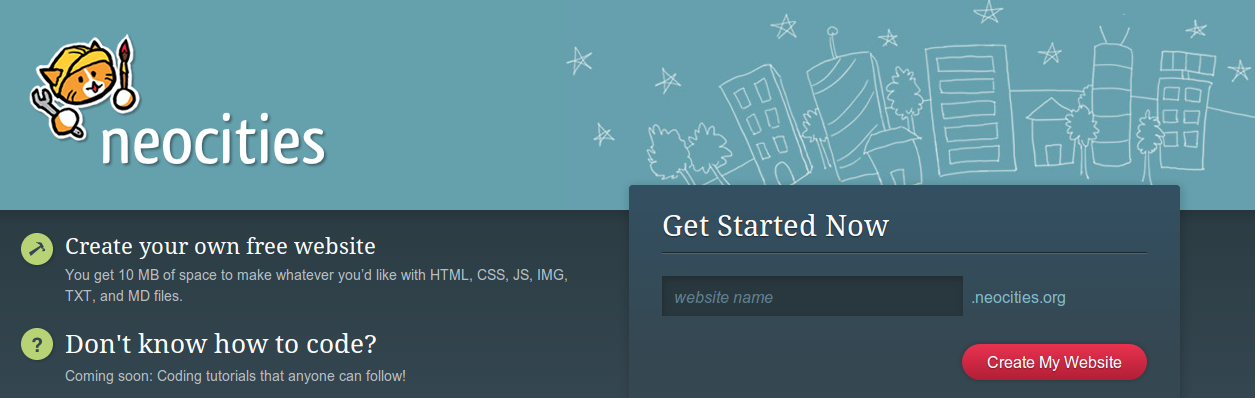 neocities
Create your own free website
You get 10 MB of space to make whatever you'd like with HTML, CSS, JS, IMG,
TXT, and MD files.
?
Don't know how to code?
Coming soon: Coding tutorials that anyone can follow!
Get Started Now
website name
.neocities.org
Create My Website